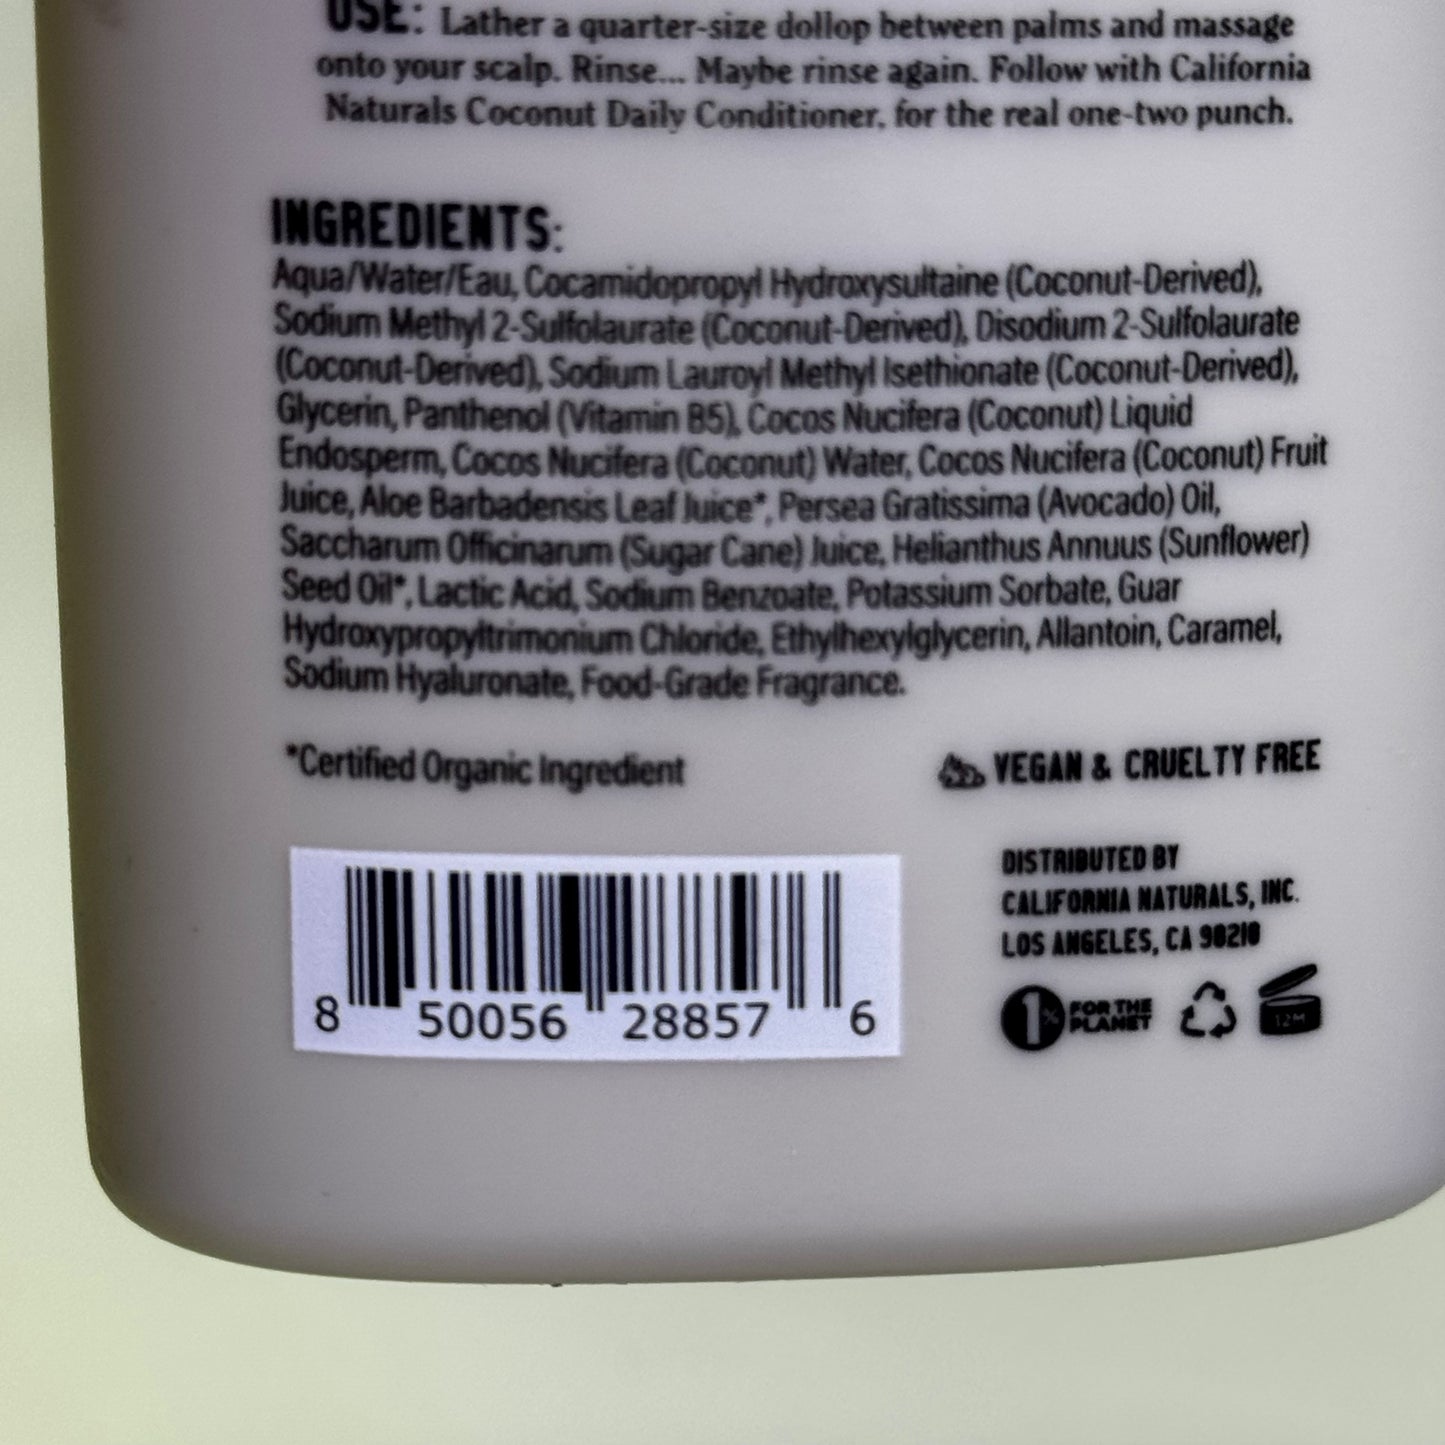 USE: Lather a quarter-size dollop between palms and massage
onto your scalp. Rinse... Maybe rinse again. Follow with California
Naturals Coconut Daily Conditioner, for the real one-two punch.
INGREDIENTS:
Aqua/Water/Eau, Cocamidopropyl Hydroxysultaine (Coconut-Derived),
Sodium Methyl 2-Sulfolaurate (Coconut-Derived), Disodium 2-Sulfolaurate
(Coconut-Derived), Sodium Lauroyl Methyl Isethionate (Coconut-Derived),
Glycerin, Panthenol (Vitamin B5), Cocos Nucifera (Coconut) Liquid
Endosperm, Cocos Nucifera (Coconut) Water, Cocos Nucifera (Coconut) Fruit
Juice, Aloe Barbadensis Leaf Juice*, Persea Gratissima (Avocado) Oil,
Saccharum Officinarum (Sugar Cane) Juice, Helianthus Annuus (Sunflower)
Seed Oil*, Lactic Acid, Sodium Benzoate, Potassium Sorbate, Guar
Hydroxypropyltrimonium Chloride, Ethylhexylglycerin, Allantoin, Caramel,
Sodium Hyaluronate, Food-Grade Fragrance.
*Certified Organic Ingredient
VEGAN & CRUELTY FREE
DISTRIBUTED BY
CALIFORNIA NATURALS, INC.
LOS ANGELES, CA 90210
8 50056 28857 6
1% FOR THE
PLANET
12M